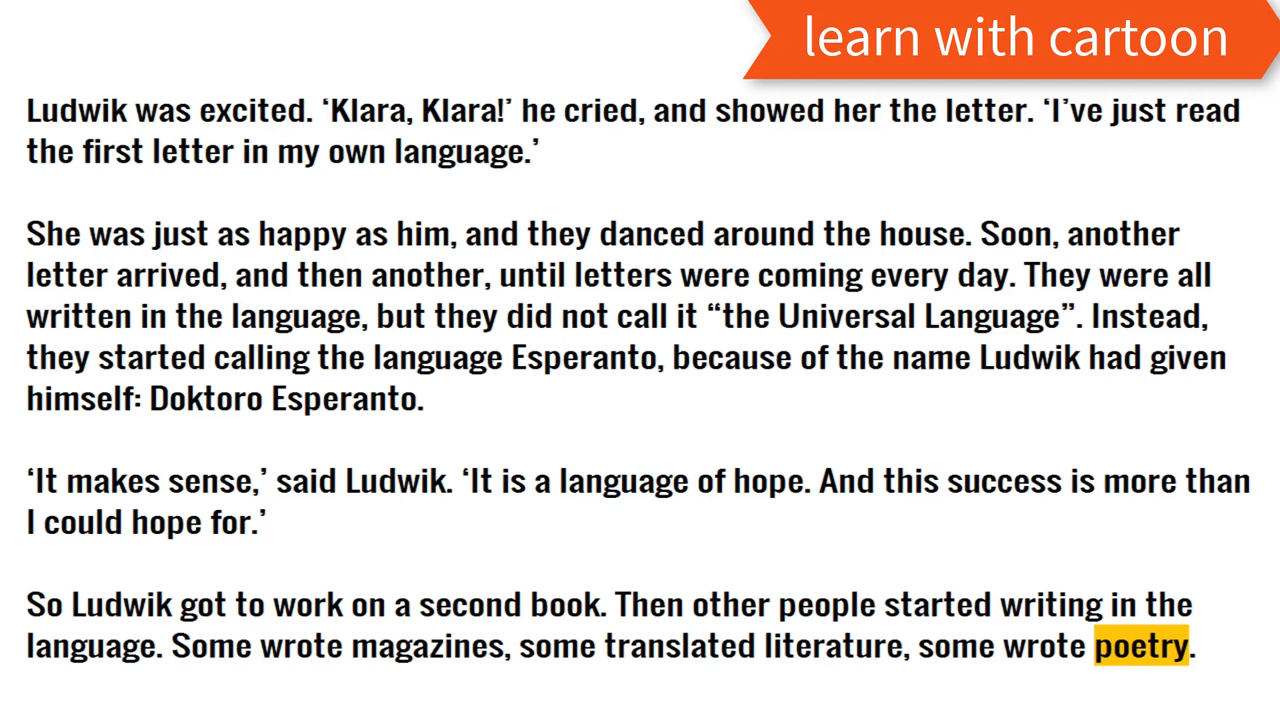 learn with cartoon
Ludwik was excited. ‘Klara, Klara!’ he cried, and showed her the letter. ‘I’ve just read
the first letter in my own language.’
She was just as happy as him, and they danced around the house. Soon, another
letter arrived, and then another, until letters were coming every day. They were all
written in the language, but they did not call it “the Universal Language”. Instead,
they started calling the language Esperanto, because of the name Ludwik had given
himself: Doktoro Esperanto.
‘It makes sense,’ said Ludwik. ‘It is a language of hope. And this success is more than
I could hope for.’
So Ludwik got to work on a second book. Then other people started writing in the
language. Some wrote magazines, some translated literature, some wrote poetry.